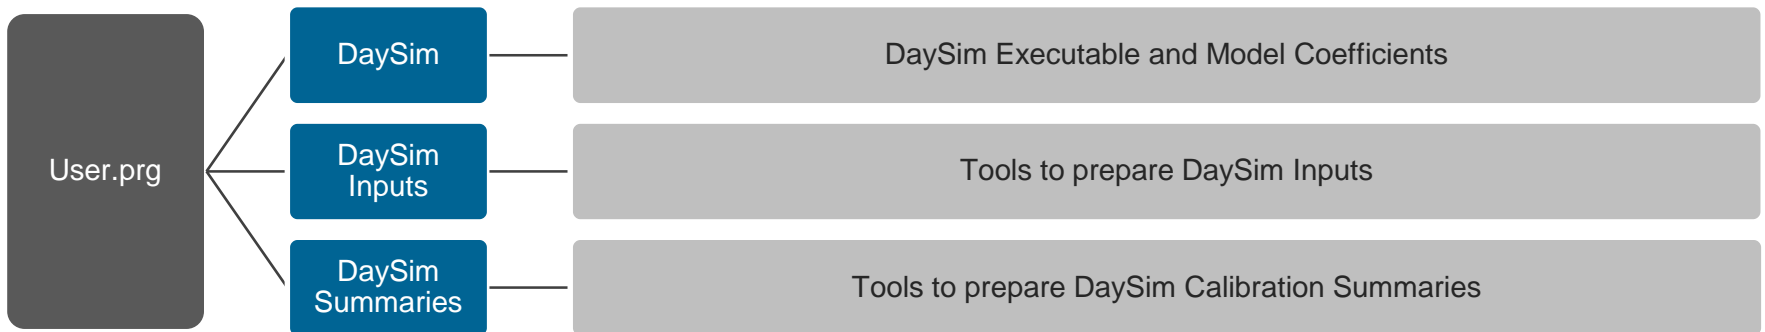 User.prg
DaySim
DaySim Executable and Model Coefficients
DaySim
Inputs
Tools to prepare DaySim Inputs
DaySim
Summaries
Tools to prepare DaySim Calibration Summaries